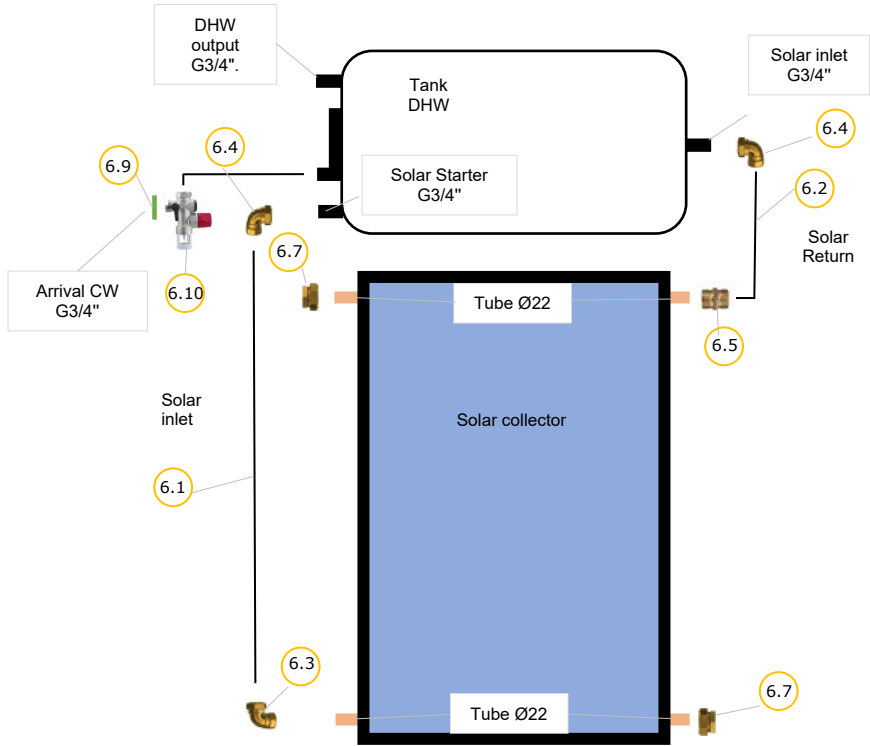 DHW
output
G3/4".
Tank
DHW
Solar inlet
G3/4"
6.4
6.4
6.9
Solar Starter
G3/4"
6.2
Solar
Return
6.7
Arrival CW
G3/4"
6.10
Tube Ø22
6.5
Solar
inlet
Solar collector
6.1
6.3
6.7
Tube Ø22